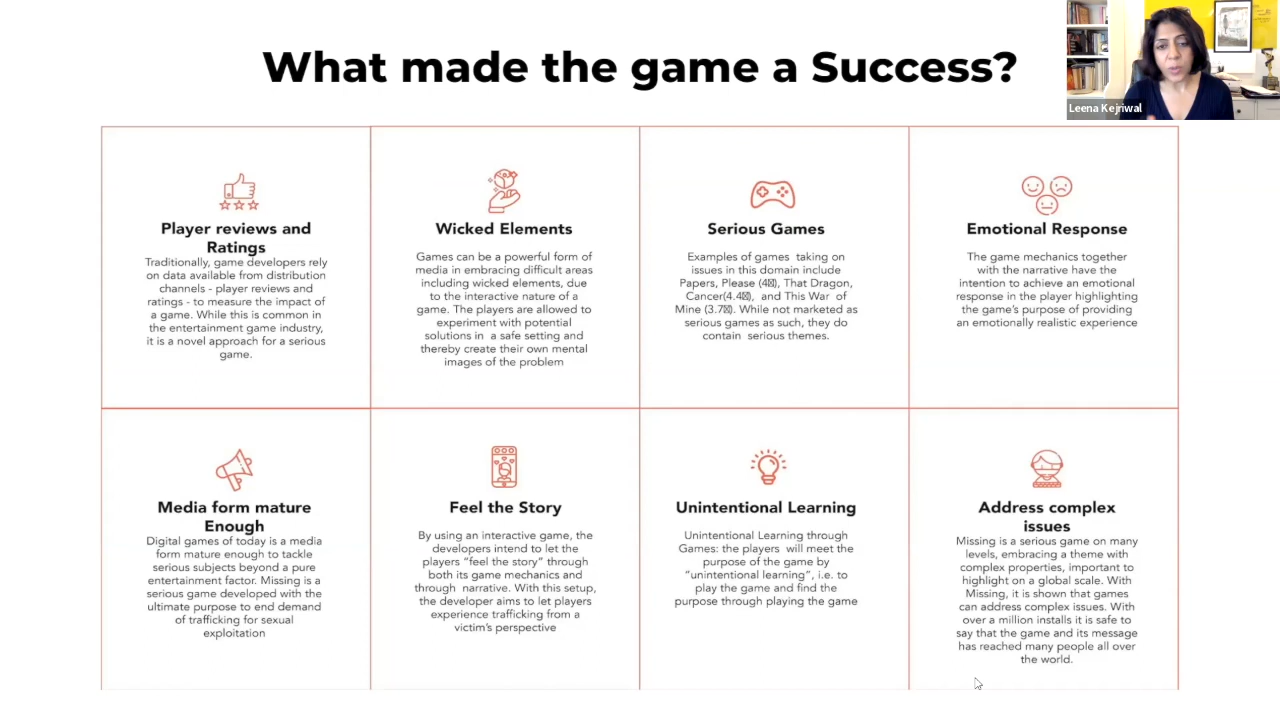 What made the game a Success?
Leena Kejriwal
Player reviews and
Ratings
Traditionally, game developers rely
on data available from distribution
channels - player reviews and
ratings - to measure the impact of
a game. While this is common in
the entertainment game industry,
it is a novel approach for a serious
game.
Wicked Elements
Games can be a powerful form of
media in embracing difficult areas
including wicked elements, due
to the interactive nature of a
game. The players are allowed to
experiment with potential
solutions in a safe setting and
thereby create their own mental
images of the problem
Serious Games
Examples of games taking on
issues in this domain include
Papers, Please (4), That Dragon,
Cancer(4.4), and This War of
Mine (3.7). While not marketed as
serious games as such, they do
contain serious themes.
Emotional Response
The game mechanics together
with the narrative have the
intention to achieve an emotional
response in the player highlighting
the game's purpose of providing
an emotionally realistic experience
Media form mature
Enough
Digital games of today is a media
form mature enough to tackle
serious subjects beyond a pure
entertainment factor. Missing is a
serious game developed with the
ultimate purpose to end demand
of trafficking for sexual
exploitation
Feel the Story
By using an interactive game, the
developers intend to let the
players “feel the story” through
both its game mechanics and
through narrative. With this setup,
the developer aims to let players
experience trafficking from a
victim's perspective
Unintentional Learning
Unintentional Learning through
Games: the players will meet the
purpose of the game by
“unintentional learning”, i.e. to
play the game and find the
purpose through playing the game
Address complex
issues
Missing is a serious game on many
levels, embracing a theme with
complex properties, important to
highlight on a global scale. With
Missing, it is shown that games
can address complex issues. With
over a million installs it is safe to
say that the game and its message
has reached many people all over
the world.